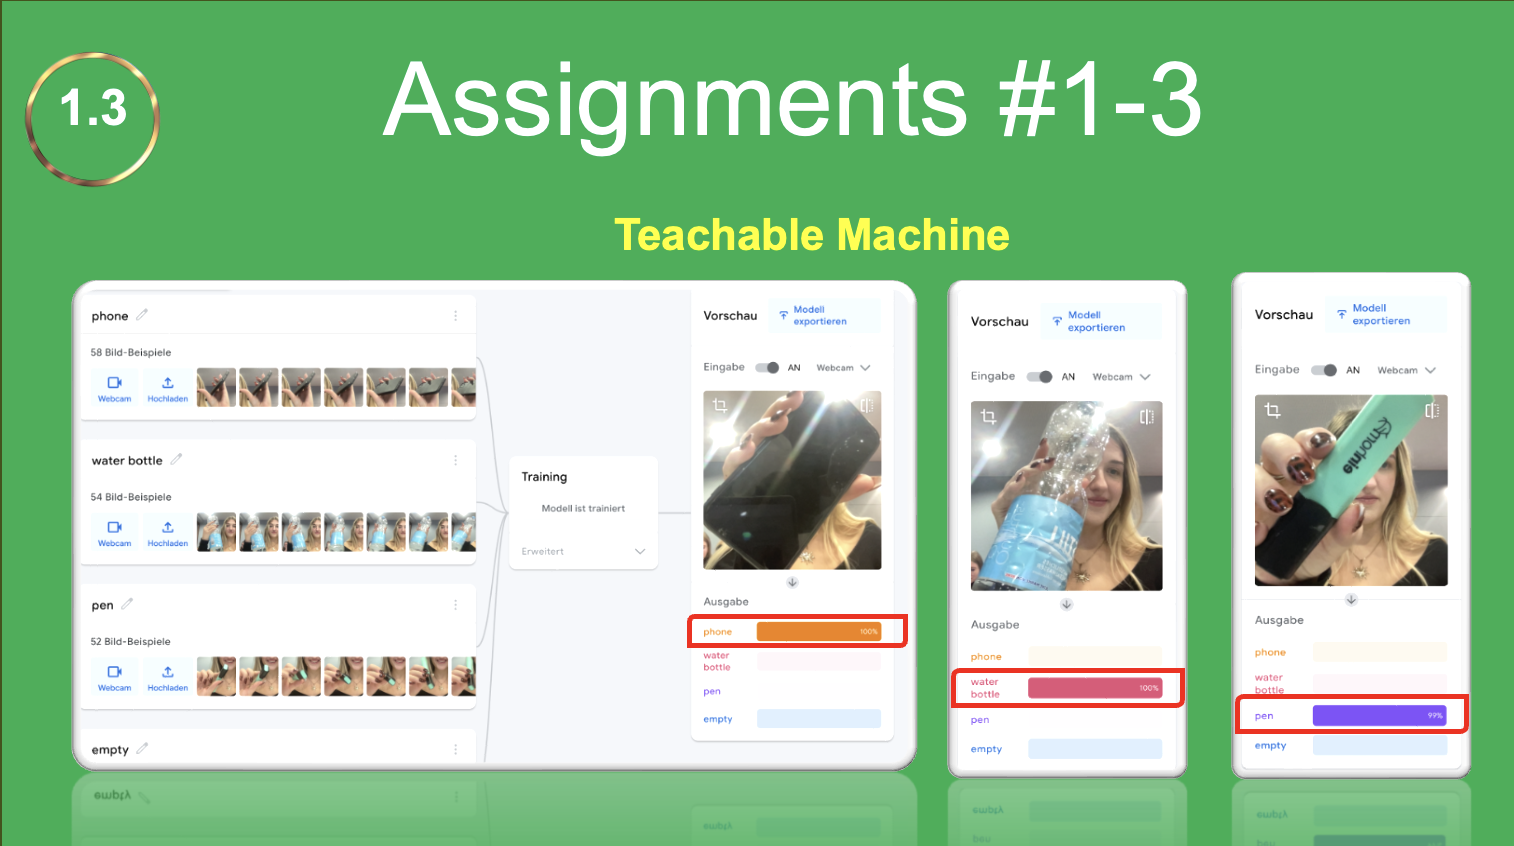 1.3
Assignments #1-3
Teachable Machine
phone
58 Bild-Beispiele
Webcam
Hochladen
water bottle
54 Bild-Beispiele
Webcam
Hochladen
pen
52 Bild-Beispiele
Webcam
Hochladen
empty
Training
Modell ist trainiert
Erweitert
Vorschau
Modell
exportieren
Eingabe AN Webcam
Ausgabe
phone 100%
water
bottle
pen
empty
Vorschau
Modell
exportieren
Eingabe AN Webcam
Ausgabe
phone
water
bottle 100%
pen
empty
Vorschau
Modell
exportieren
Eingabe AN Webcam
Ausgabe
phone
water
bottle
pen 99%
empty